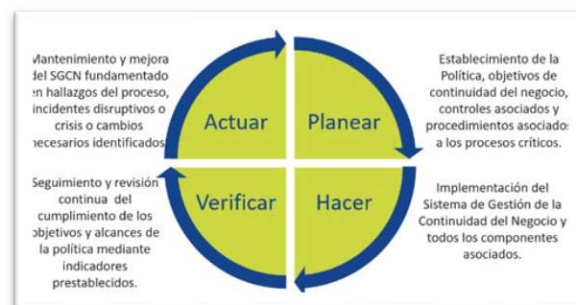 Mantenimiento y mejora
del SGCN fundamentado
en hallazgos del proceso,
incidentes disruptivos o
crisis o cambios
necesarios identificados
Actuar
Planear
Establecimiento de la
Política, objetivos de
continuidad del negocio,
controles asociados y
procedimientos asociado
a los procesos críticos.
Seguimiento y revisión
continua del
cumplimiento de los
objetivos y alcances de
la política mediante
indicadores
prestablecidos.
Verificar
Hacer
Implementación del
Sistema de Gestión de la
Continuidad del Negocio y
todos los componentes
asociados.